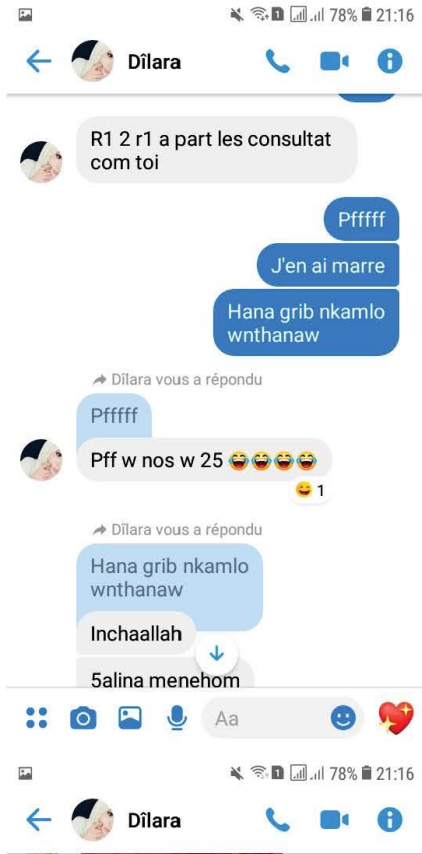 78% 21:16
Dîlara
R1 2 r1 a part les consultat
com toi
Pfffff
J'en ai marre
Hana grib nkamlo
wnthanaw
Dîlara vous a répondu
Pfffff
Pff w nos w 25 😂😂😂😂
😄 1
Dîlara vous a répondu
Hana grib nkamlo
wnthanaw
Inchaallah
5alina menehom
Aa
78% 21:16
Dîlara